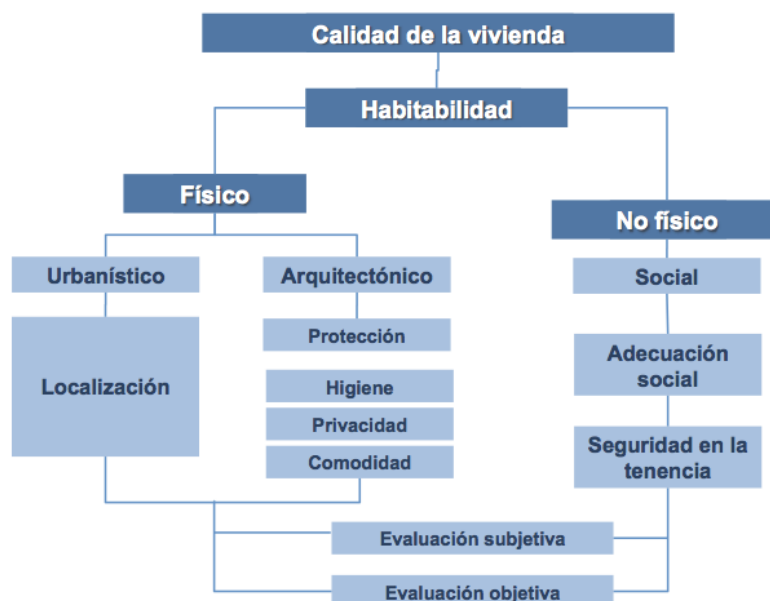 Calidad de la vivienda
Habitabilidad
Físico
No físico
Urbanístico
Arquitectónico
Social
Localización
Protección
Higiene
Privacidad
Comodidad
Adecuación
social
Seguridad en la
tenencia
Evaluación subjetiva
Evaluación objetiva